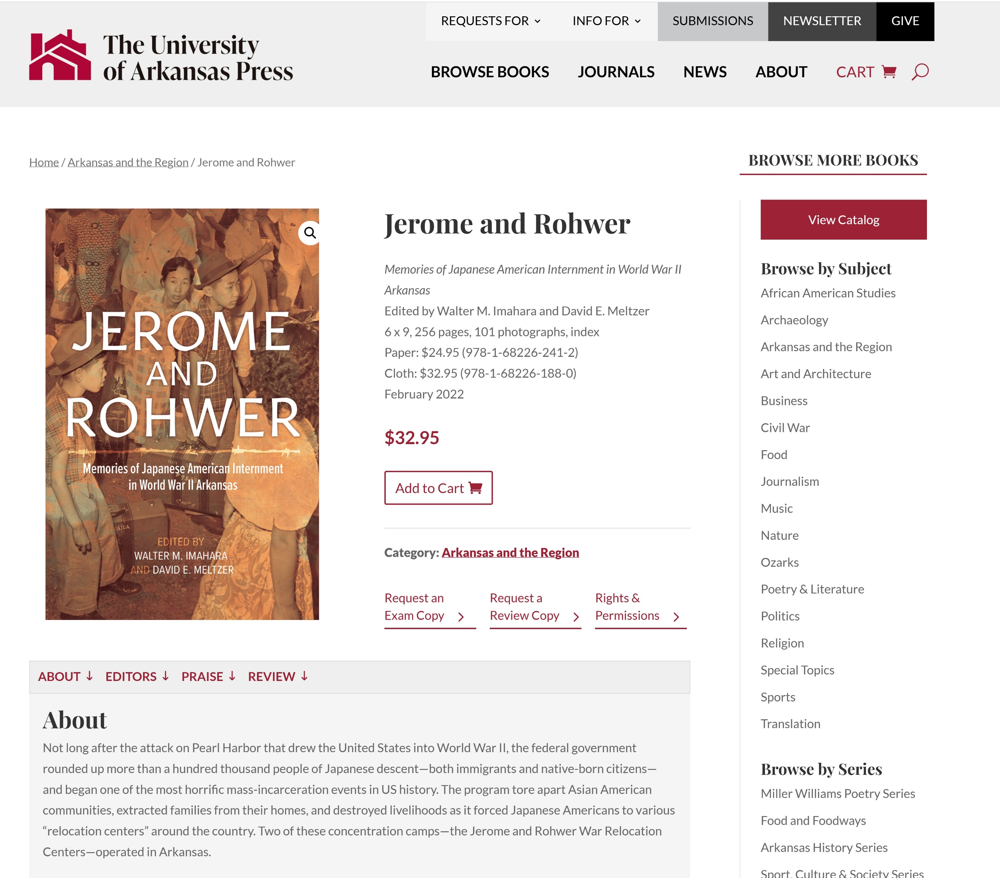 REQUESTS FOR
INFO FOR
SUBMISSIONS
NEWSLETTER
GIVE
The University
of Arkansas Press
BROWSE BOOKS
JOURNALS
NEWS
ABOUT
CART
Home / Arkansas and the Region / Jerome and Rohwer
JEROME
AND
ROHWER
Memories of Japanese American Internment
in World War II Arkansas
EDITED BY
WALTER M. IMAHARA
AND DAVID E. MELTZER
Jerome and Rohwer
Memories of Japanese American Internment in World War II
Arkansas
Edited by Walter M. Imahara and David E. Meltzer
6 x 9, 256 pages, 101 photographs, index
Paper: $24.95 (978-1-68226-241-2)
Cloth: $32.95 (978-1-68226-188-0)
February 2022
$32.95
Add to Cart
Category: Arkansas and the Region
Request an
Exam Copy
Request a
Review Copy
Rights &
Permissions
ABOUT ↓ EDITORS ↓ PRAISE ↓ REVIEW ↓
About
Not long after the attack on Pearl Harbor that drew the United States into World War II, the federal government
rounded up more than a hundred thousand people of Japanese descent—both immigrants and native-born citizens—
and began one of the most horrific mass-incarceration events in US history. The program tore apart Asian American
communities, extracted families from their homes, and destroyed livelihoods as it forced Japanese Americans to various
“relocation centers” around the country. Two of these concentration camps—the Jerome and Rohwer War Relocation
Centers—operated in Arkansas.
BROWSE MORE BOOKS
View Catalog
Browse by Subject
African American Studies
Archaeology
Arkansas and the Region
Art and Architecture
Business
Civil War
Food
Journalism
Music
Nature
Ozarks
Poetry & Literature
Politics
Religion
Special Topics
Sports
Translation
Browse by Series
Miller Williams Poetry Series
Food and Foodways
Arkansas History Series
Sport, Culture & Society Series